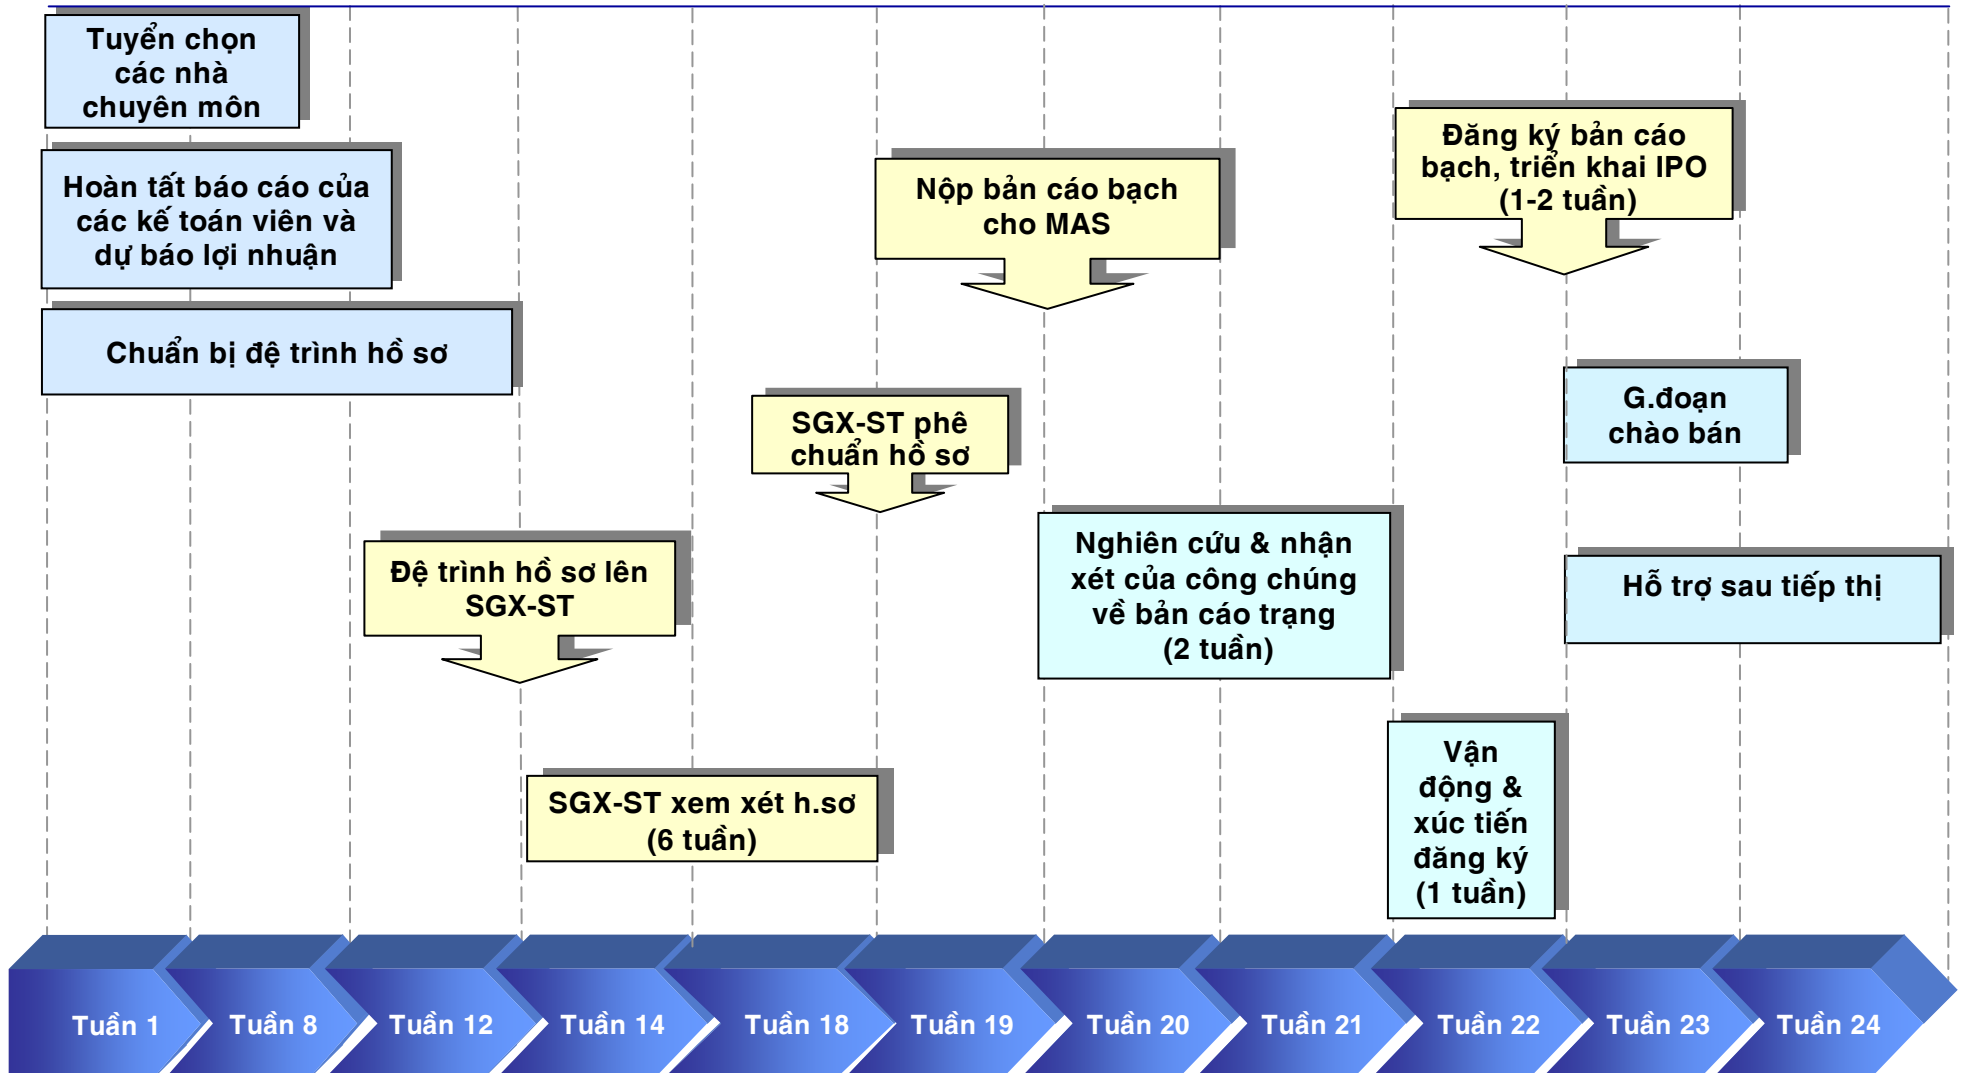 Tuyển chọn
các nhà
chuyên môn
Hoàn tất báo cáo của
các kế toán viên và
dự báo lợi nhuận
Chuẩn bị đệ trình hồ sơ
Đệ trình hồ sơ lên
SGX-ST
SGX-ST xem xét h.sơ
(6 tuần)
SGX-ST phê
chuẩn hồ sơ
Nộp bản cáo bạch
cho MAS
Nghiên cứu & nhận
xét của công chúng
về bản cáo trạng
(2 tuần)
Đăng ký bản cáo
bạch, triển khai IPO
(1-2 tuần)
Vận
động &
xúc tiến
đăng ký
(1 tuần)
G.đoạn
chào bán
Hỗ trợ sau tiếp thị
Tuần 1
Tuần 8
Tuần 12
Tuần 14
Tuần 18
Tuần 19
Tuần 20
Tuần 21
Tuần 22
Tuần 23
Tuần 24